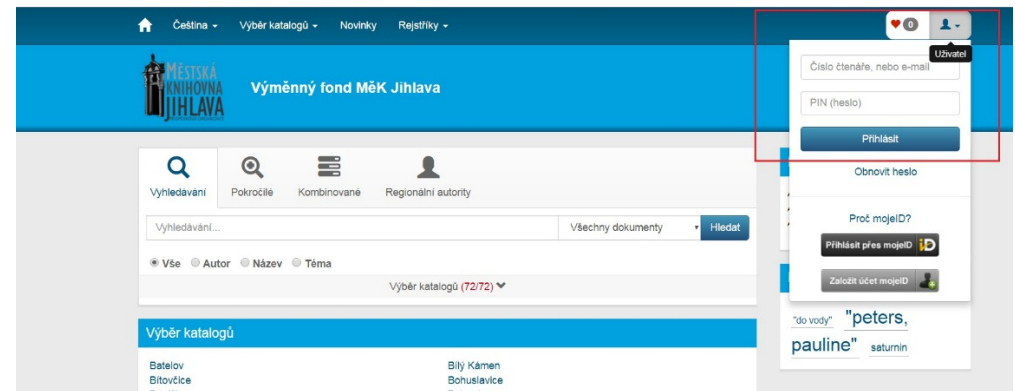 Čeština
Výběr katalogů
Novinky
Rejstříky
0
Uživatel
MĚSTSKÁ
KNIHOVNA
JIHLAVA
Výměnný fond MěK Jihlava
Číslo čtenáře, nebo e-mail
PIN (heslo)
Přihlásit
Obnovit heslo
Proč mojeID?
Přihlásit přes mojeID
Založit účet mojeID
Vyhledávání
Pokročilé
Kombinované
Regionální autority
Vyhledávání...
Všechny dokumenty
Hledat
Vše
Autor
Název
Téma
Výběr katalogů (72/72)
Výběr katalogů
Batelov
Bílý Kámen
Bítovčice
Bohuslavice
"do vody" "peters,
pauline" saturnin